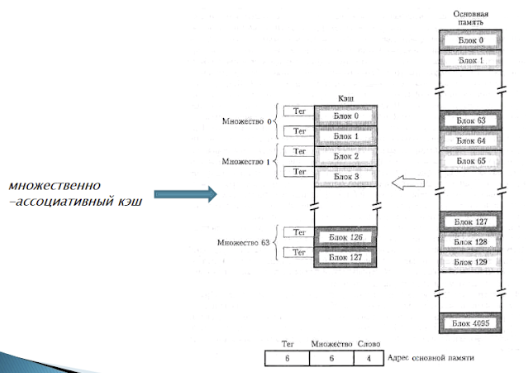 Основная
память
Блок 0
Блок 1
Блок 63
Блок 64
Блок 65
Блок 127
Блок 128
Блок 129
Блок 4095
Кэш
Тег
Блок 0
Множество 0
Тег
Блок 1
Тег
Блок 2
Множество 1
Тег
Блок 3
Тег
Блок 126
Множество 63
Тег
Блок 127
множественно
-ассоциативный кэш
Тег Множество Слово
6 6 4 Адрес основной памяти